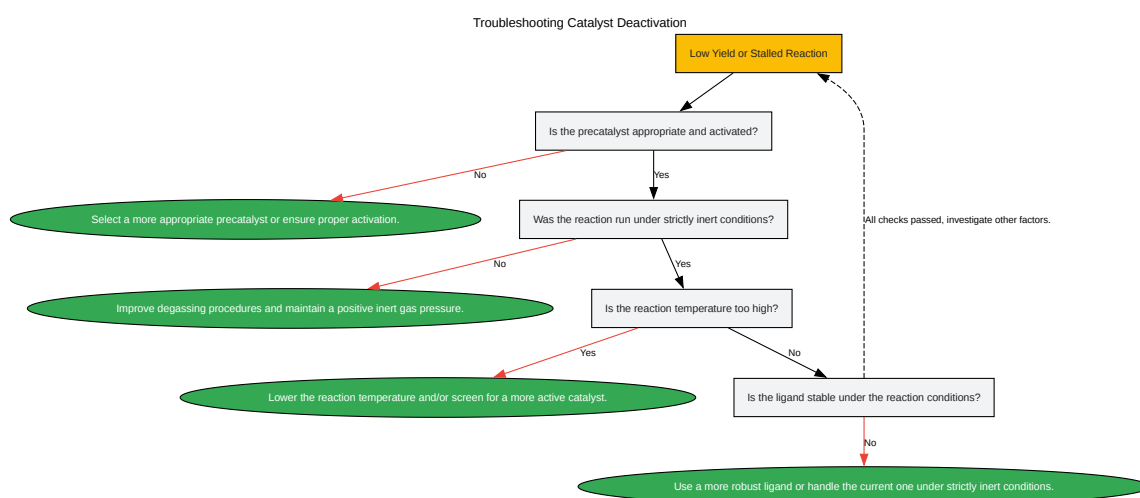 Troubleshooting Catalyst Deactivation
Low Yield or Stalled Reaction
Is the precatalyst appropriate and activated?
No
Yes
Select a more appropriate precatalyst or ensure proper activation.
Was the reaction run under strictly inert conditions?
All checks passed, investigate other factors.
No
Yes
Improve degassing procedures and maintain a positive inert gas pressure.
Is the reaction temperature too high?
Yes
No
Lower the reaction temperature and/or screen for a more active catalyst.
Is the ligand stable under the reaction conditions?
No
Use a more robust ligand or handle the current one under strictly inert conditions.